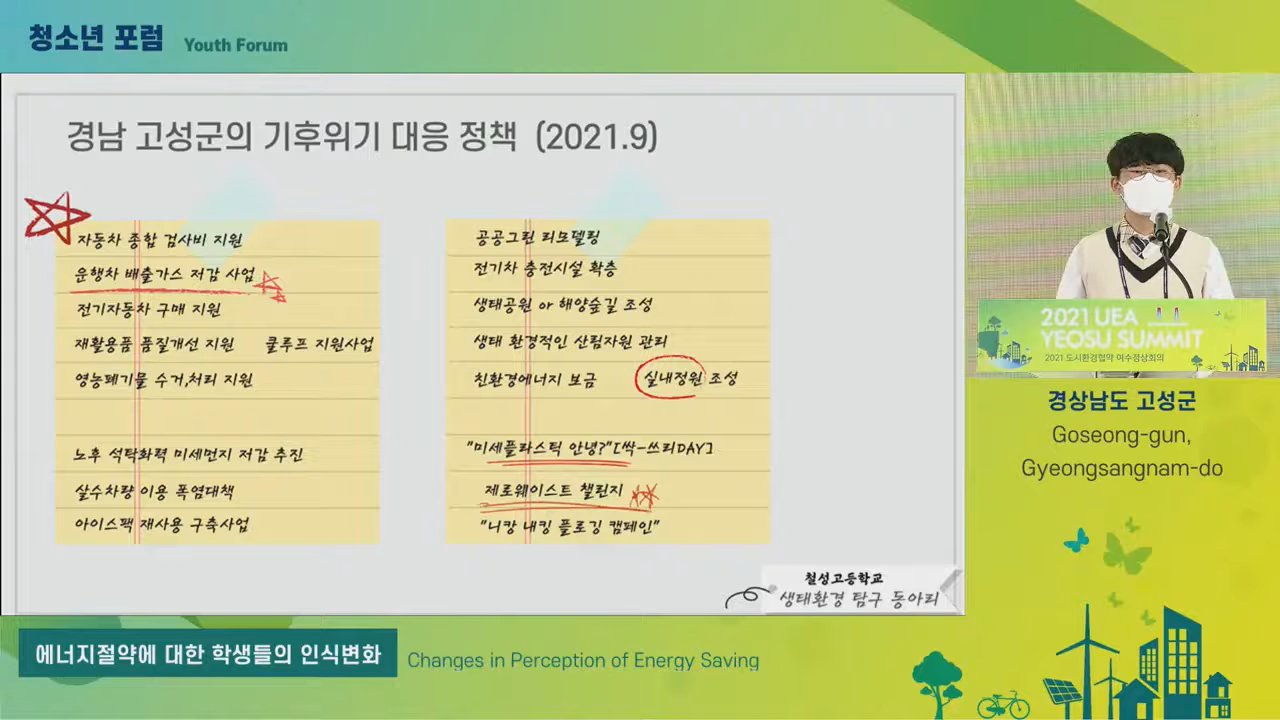 청소년 포럼 Youth Forum
경남 고성군의 기후위기 대응 정책 (2021.9)
자동차 종합 검사비 지원
운행차 배출가스 저감 사업
전기자동차 구매 지원
재활용품 품질개선 지원 쿨루프 지원사업
영농폐기물 수거,처리 지원
노후 석탁화력 미세먼지 저감 추진
살수차량 이용 폭염대책
아이스팩 재사용 구축사업
공공그린 리모델링
전기차 충전시설 확층
생태공원 or 해양숲길 조성
생태 환경적인 산림자원 관리
친환경에너지 보금 실내정원 조성
"미세플라스틱 안녕?"[싹-쓰리DAY]
제로웨이스트 챌린지
"니캉 내킹 플로깅 캠페인"
철성고등학교
생태환경 탐구 동아리
2021 UEA
YEOSU SUMMIT
2021 도시환경협약 여수정상회의
경상남도 고성군
Goseong-gun,
Gyeongsangnam-do
에너지절약에 대한 학생들의 인식변화 Changes in Perception of Energy Saving